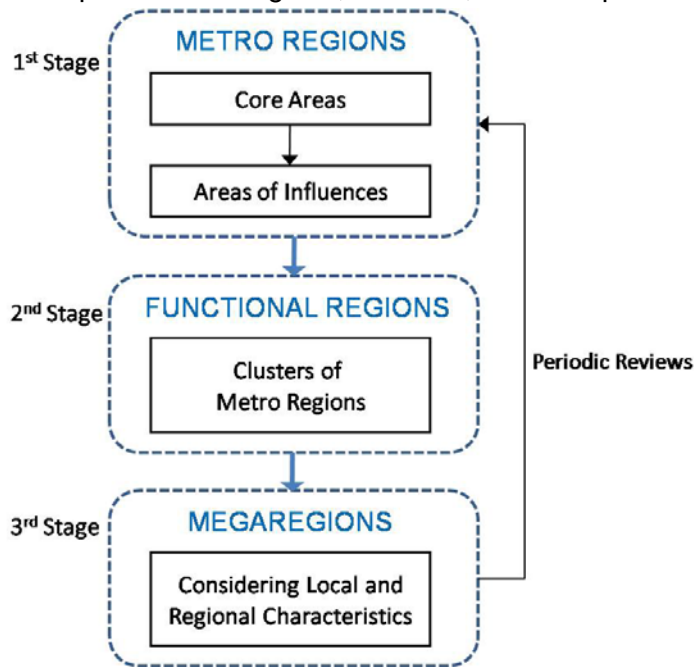 METRO REGIONS
1st Stage
Core Areas
Areas of Influences
FUNCTIONAL REGIONS
2nd Stage
Clusters of
Metro Regions
Periodic Reviews
MEGAREGIONS
3rd Stage
Considering Local and
Regional Characteristics